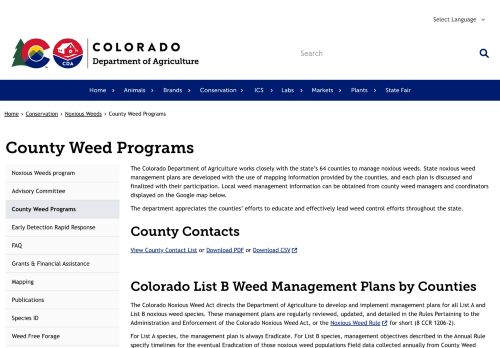 Select Language
COLORADO
Department of Agriculture
CO
CDA
Search
Home
Animals
Brands
Conservation
ICS
Labs
Markets
Plants
State Fair
Home › Conservation › Noxious Weeds › County Weed Programs
County Weed Programs
Noxious Weeds program
Advisory Committee
County Weed Programs
Early Detection Rapid Response
FAQ
Grants & Financial Assistance
Mapping
Publications
Species ID
Weed Free Forage
The Colorado Department of Agriculture works closely with the state's 64 counties to manage noxious weeds. State noxious weed
management plans are developed with the use of mapping information provided by the counties, and each plan is discussed and
finalized with their participation. Local weed management information can be obtained from county weed managers and coordinators
displayed on the Google map below.
The department appreciates the counties' efforts to educate and effectively lead weed control efforts throughout the state.
County Contacts
View County Contact List or Download PDF or Download CSV
Colorado List B Weed Management Plans by Counties
The Colorado Noxious Weed Act directs the Department of Agriculture to develop and implement management plans for all List A and
List B noxious weed species. These management plans are regularly reviewed, updated, and detailed in the Rules Pertaining to the
Administration and Enforcement of the Colorado Noxious Weed Act, or the Noxious Weed Rule for short (8 CCR 1206-2).
For List A species, the management plan is always Eradicate. For List B species, management objectives described in the Annual Rule
specify timelines for the eventual Eradication of those noxious weed populations Field data collected annually from County Weed